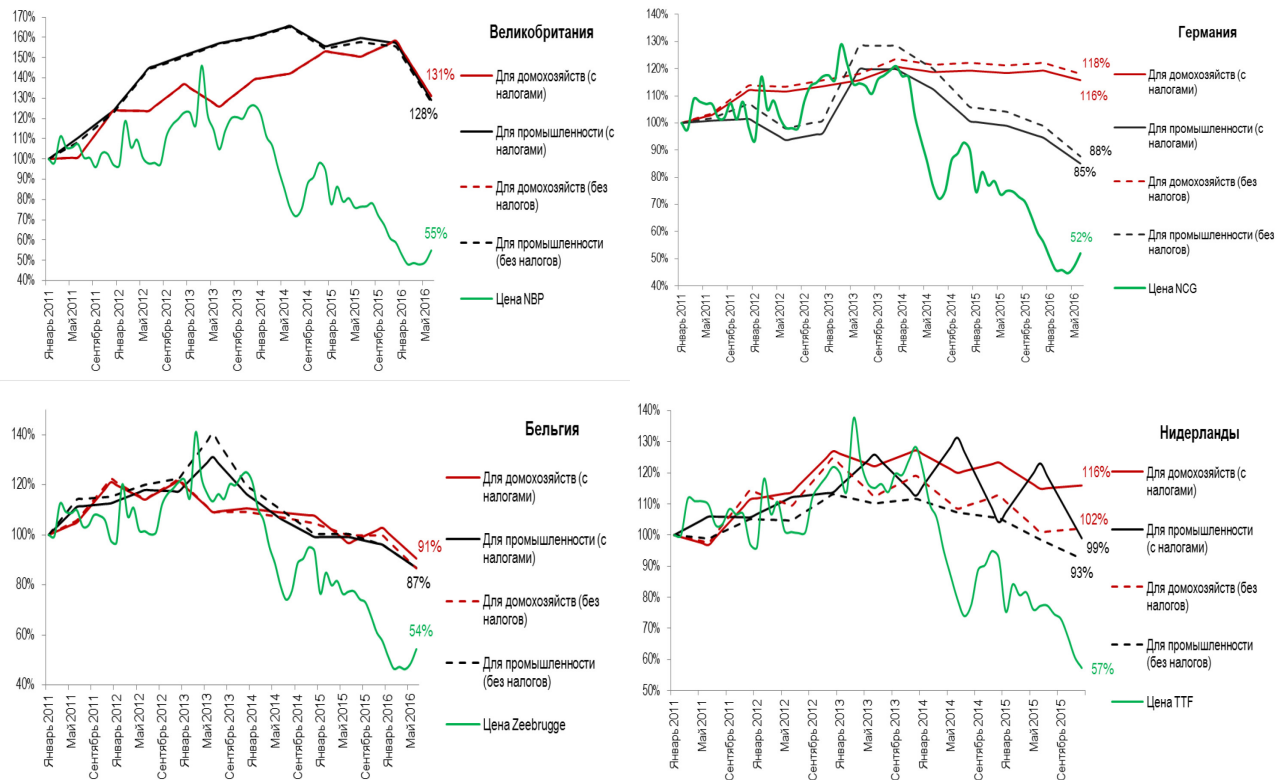 Великобритания
170%
160%
150%
140%
130%
120%
110%
100%
90%
80%
70%
60%
50%
40%
131%
128%
55%
Для домохозяйств (с
налогами)
Для промышленности (с
налогами)
Для домохозяйств (без
налогов)
Для промышленности
(без налогов)
Цена NBP
Январь 2011
Май 2011
Сентябрь 2011
Январь 2012
Май 2012
Сентябрь 2012
Январь 2013
Май 2013
Сентябрь 2013
Январь 2014
Май 2014
Сентябрь 2014
Январь 2015
Май 2015
Сентябрь 2015
Январь 2016
Май 2016
Германия
140%
130%
120%
110%
100%
90%
80%
70%
60%
50%
40%
118%
116%
88%
85%
52%
Для домохозяйств (с
налогами)
Для промышленности (с
налогами)
Для домохозяйств (без
налогов)
Для промышленности (без
налогов)
Цена NCG
Январь 2011
Май 2011
Сентябрь 2011
Январь 2012
Май 2012
Сентябрь 2012
Январь 2013
Май 2013
Сентябрь 2013
Январь 2014
Май 2014
Сентябрь 2014
Январь 2015
Май 2015
Сентябрь 2015
Январь 2016
Май 2016
Бельгия
140%
120%
100%
80%
60%
40%
91%
87%
54%
Для домохозяйств (с
налогами)
Для промышленности (с
налогами)
Для домохозяйств (без
налогов)
Для промышленности
(без налогов)
Цена Zeebrugge
Январь 2011
Май 2011
Сентябрь 2011
Январь 2012
Май 2012
Сентябрь 2012
Январь 2013
Май 2013
Сентябрь 2013
Январь 2014
Май 2014
Сентябрь 2014
Январь 2015
Май 2015
Сентябрь 2015
Январь 2016
Май 2016
Нидерланды
140%
130%
120%
110%
100%
90%
80%
70%
60%
50%
116%
102%
99%
93%
57%
Для домохозяйств (с
налогами)
Для промышленности
(с налогами)
Для домохозяйств (без
налогов)
Для промышленности
(без налогов)
Цена TTF
Январь 2011
Май 2011
Сентябрь 2011
Январь 2012
Май 2012
Сентябрь 2012
Январь 2013
Май 2013
Сентябрь 2013
Январь 2014
Май 2014
Сентябрь 2014
Январь 2015
Май 2015
Сентябрь 2015